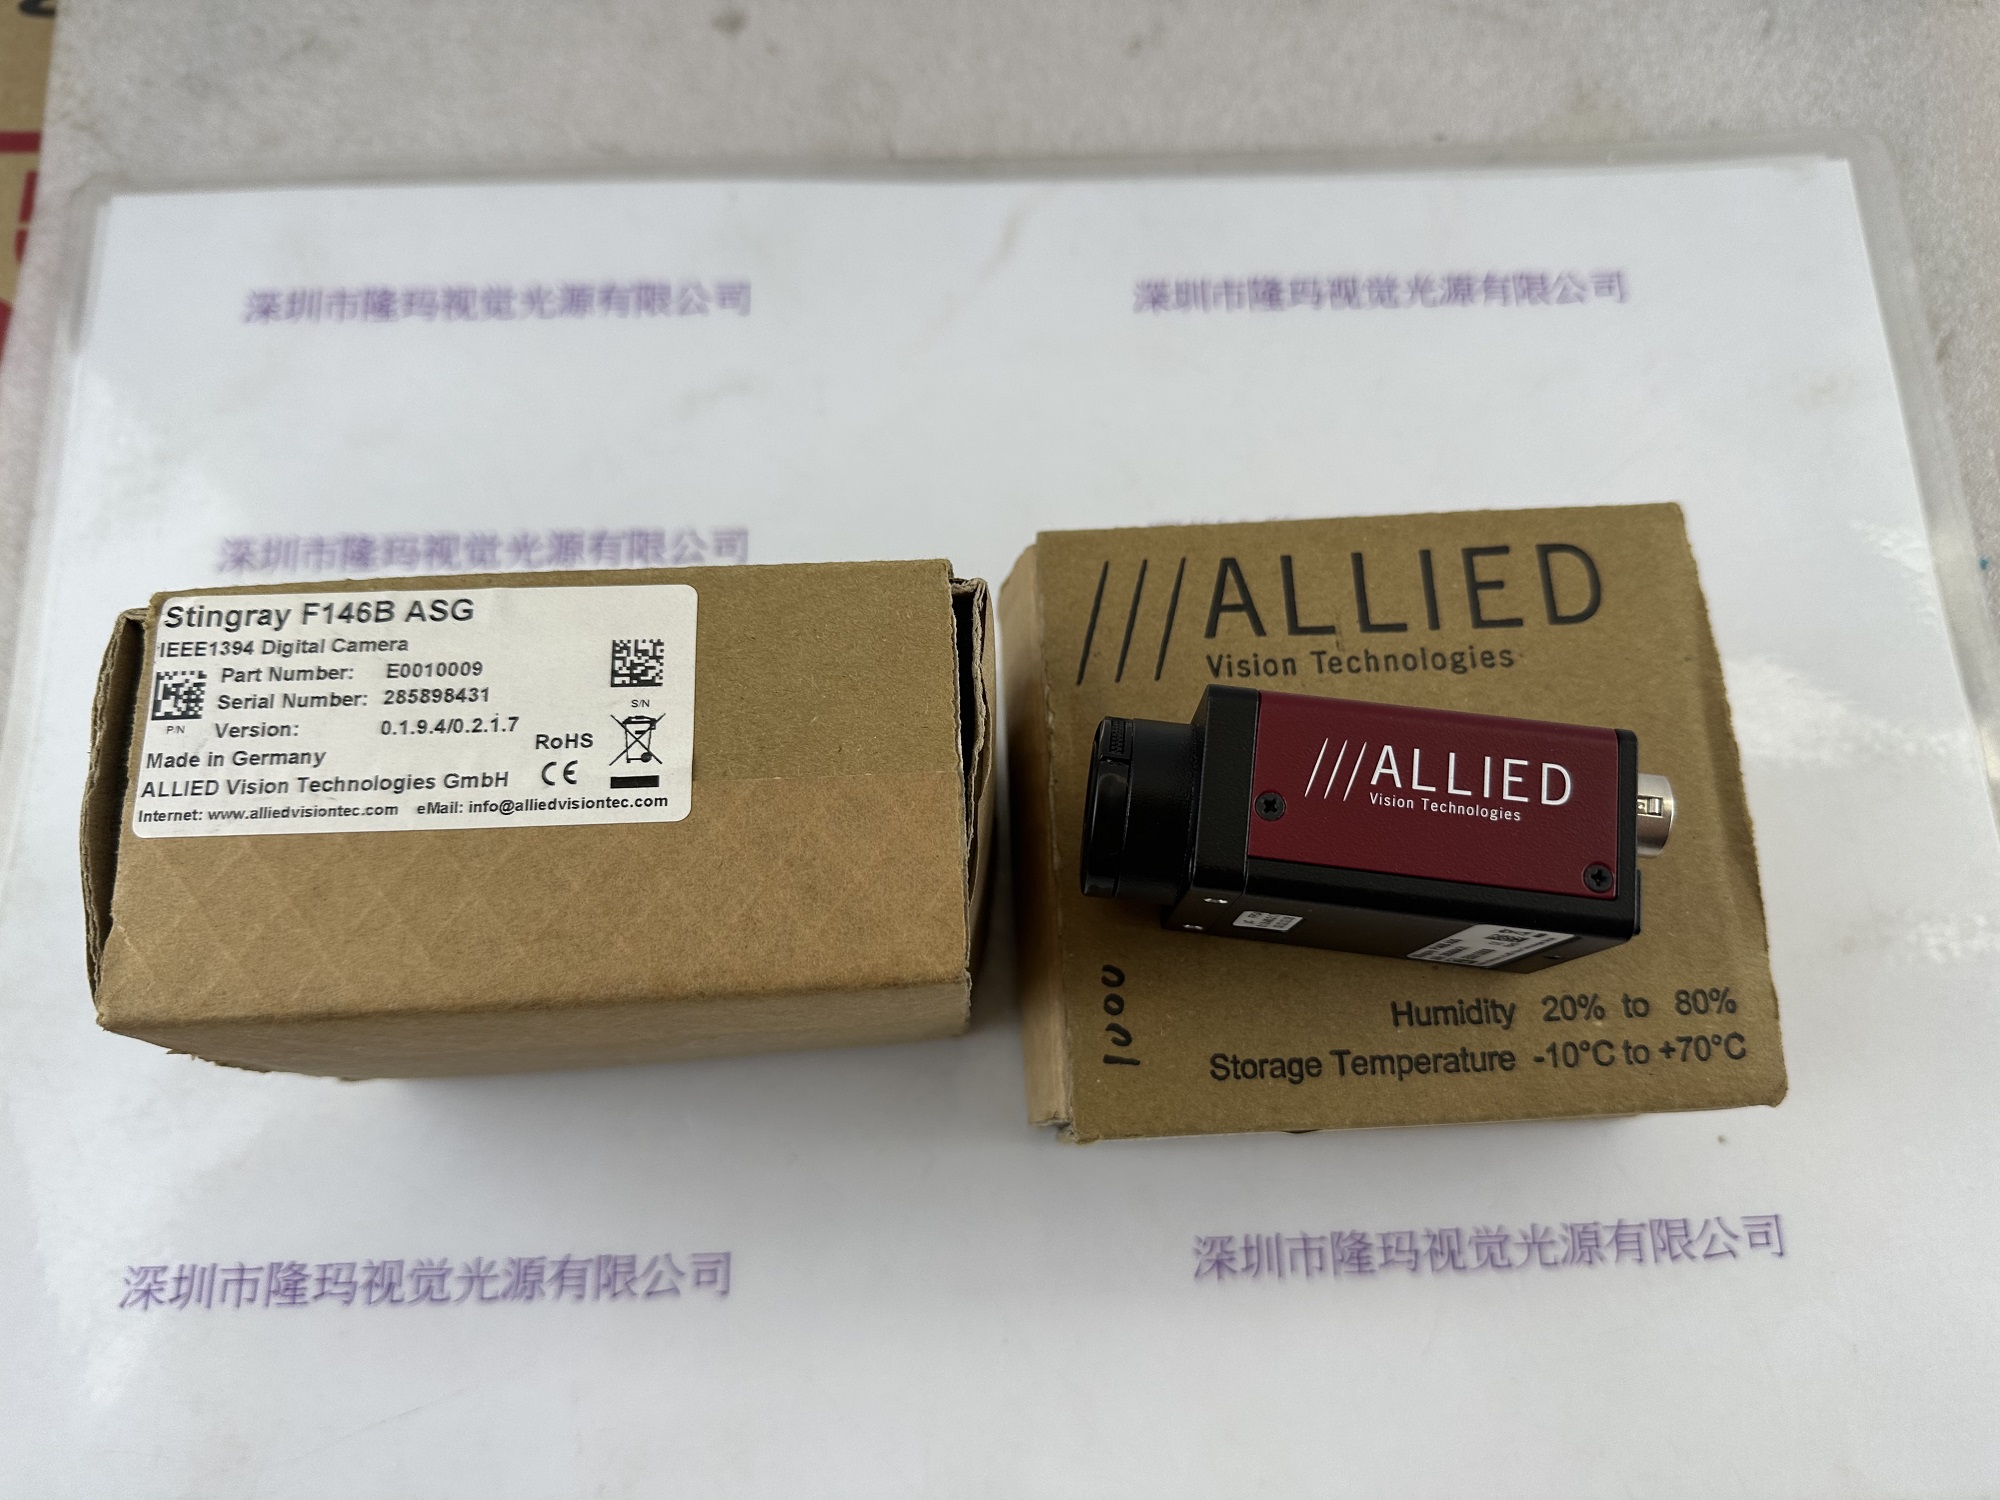 深圳市隆玛视觉光源有限公司
深圳市隆玛视觉光源有限公司
深圳市隆玛视觉光源有限公司
Stingray F146B ASG
IEEE1394 Digital Camera
Part Number: E0010009
Serial Number: 285898431
P/N
Version: 0.1.9.4/0.2.1.7
S/N
RoHS
Made in Germany
CE
ALLIED Vision Technologies GmbH
Internet: www.alliedvisiontec.com eMail: info@alliedvisiontec.com
///ALLIED
Vision Technologies
///ALLIED
Vision Technologies
Humidity 20% to 80%
Storage Temperature -10°C to +70°C
深圳市隆玛视觉光源有限公司
深圳市隆玛视觉光源有限公司